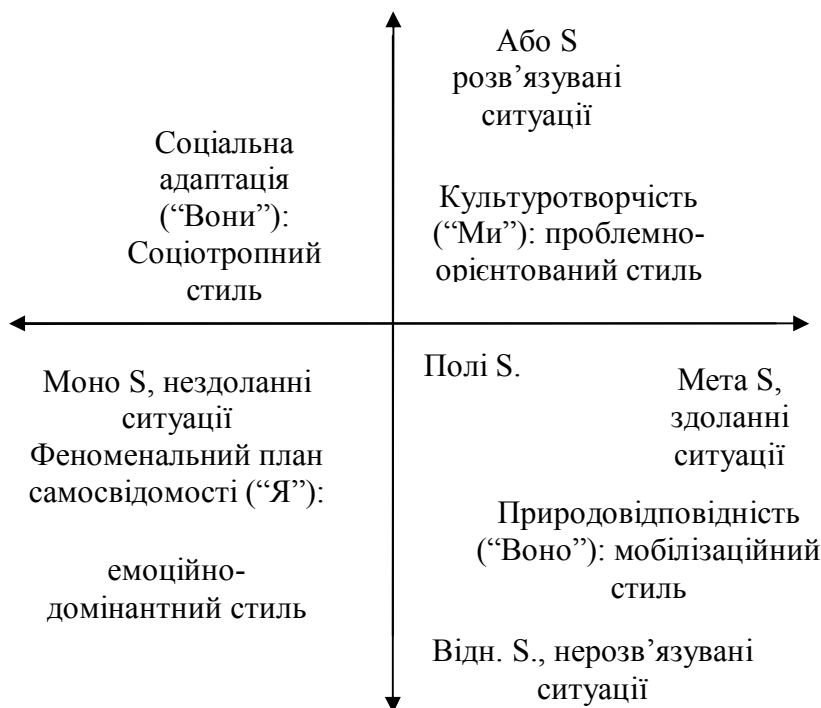 Або S
розв’язувані
ситуації
Соціальна
адаптація
(“Вони”):
Соціотропний
стиль
Культуротворчість
(“Ми”): проблемно-
орієнтований стиль
Моно S, нездоланні
ситуації
Феноменальний план
самосвідомості (“Я”):
емоційно-
домінантний стиль
Полі S.
Мета S,
здоланні
ситуації
Природовідповідність
(“Воно”): мобілізаційний
стиль
Відн. S., нерозв’язувані
ситуації